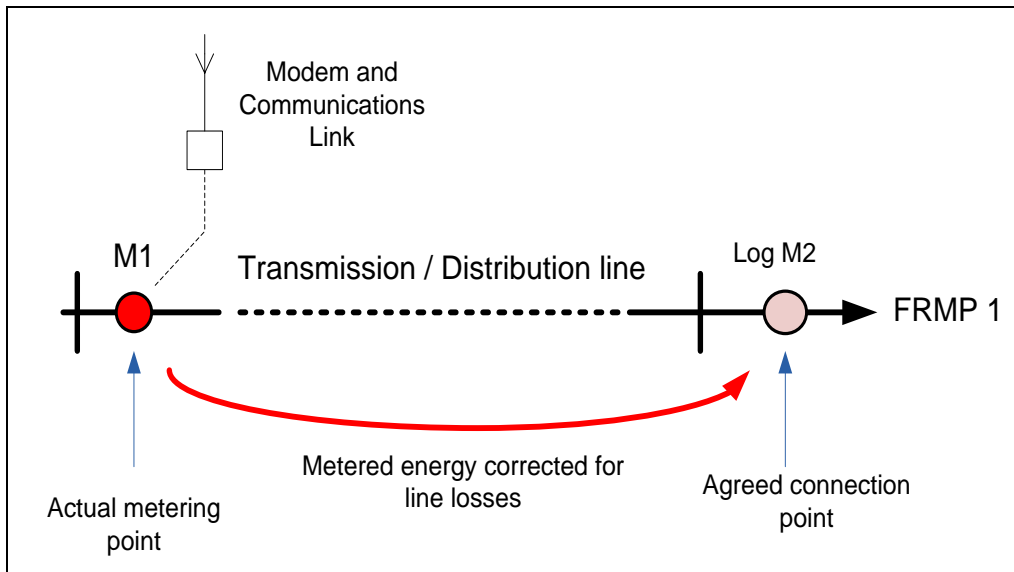 Modem and
Communications
Link
M1
Transmission / Distribution line
Log M2
FRMP 1
Metered energy corrected for
line losses
Actual metering
point
Agreed connection
point